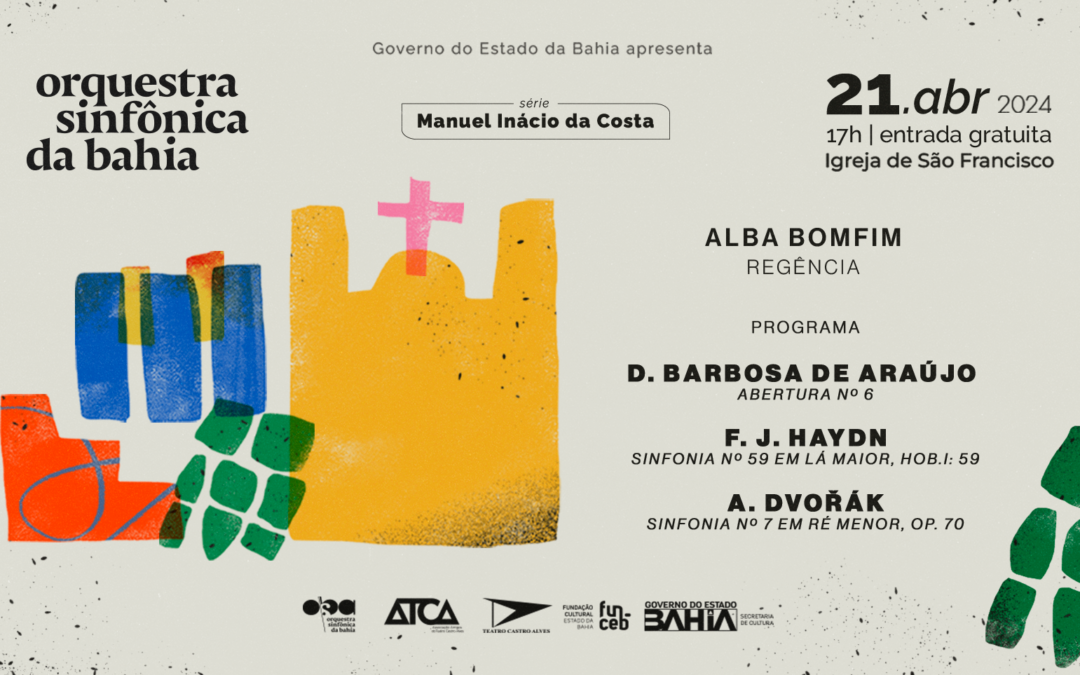 Governo do Estado da Bahia apresenta
orquestra
sinfônica
da bahia
série
Manuel Inácio da Costa
21.abr 2024
17h | entrada gratuita
Igreja de São Francisco
ALBA BOMFIM
REGÊNCIA
PROGRAMA
D. BARBOSA DE ARAÚJO
ABERTURA Nº 6
F. J. HAYDN
SINFONIA Nº 59 EM LÁ MAIOR, HOB.I: 59
A. DVOŘÁK
SINFONIA Nº 7 EM RÉ MENOR, OP. 70
orquestra
sinfônica
da bahia
ATCA
TEATRO CASTRO ALVES
FUNDAÇÃO
CULTURAL
ESTADO DA
BAHIA
fun
ceb
GOVERNO DO ESTADO
BAHIA
SECRETARIA
DE CULTURA